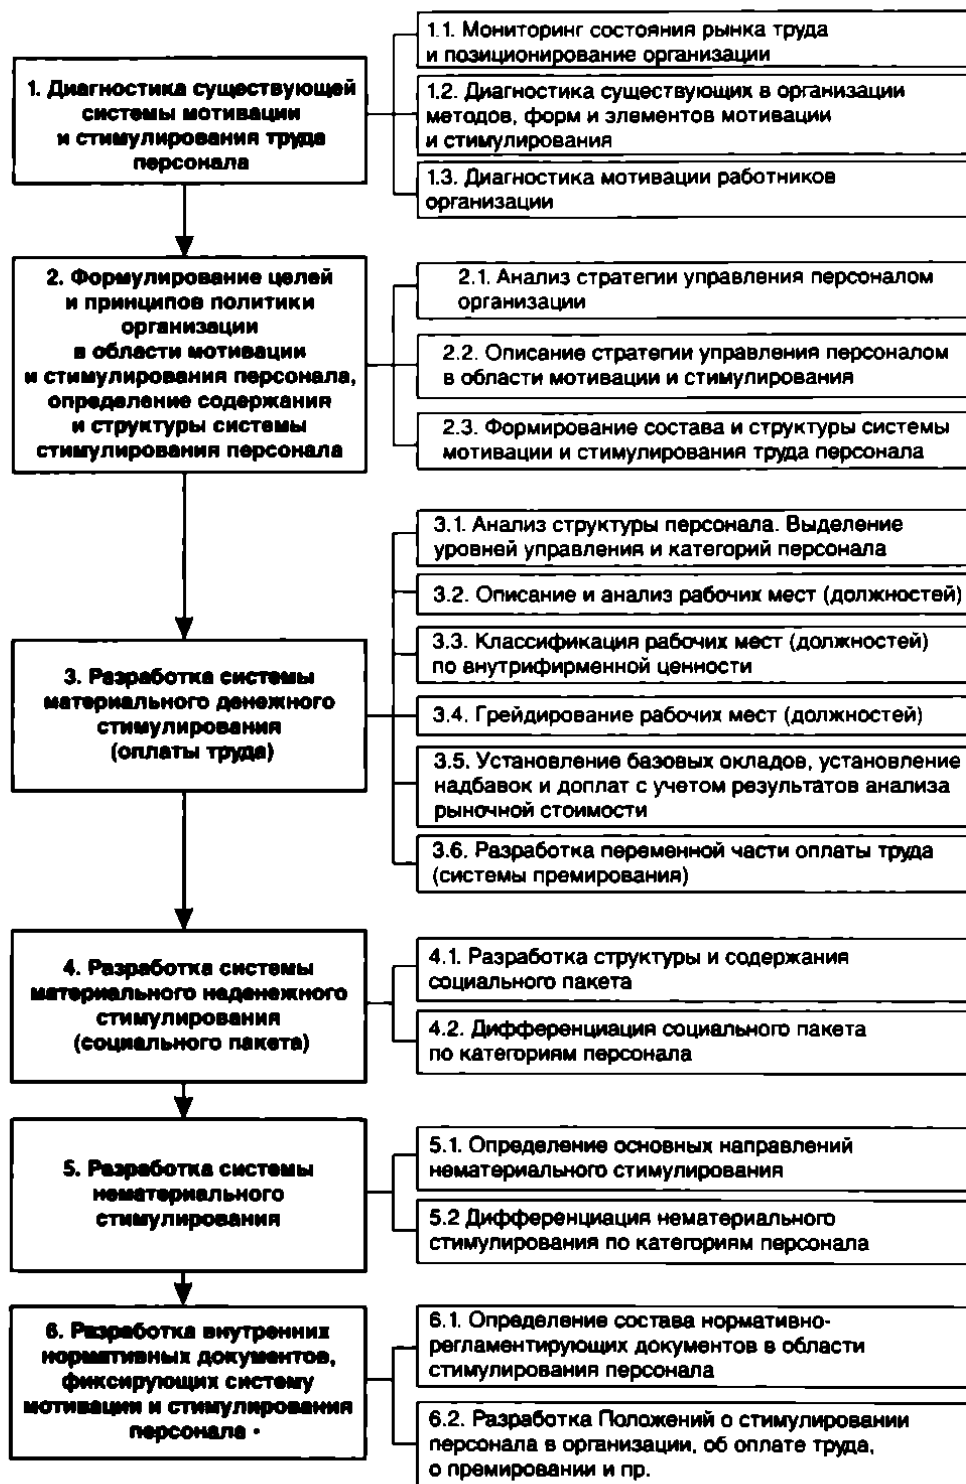 1. Диагностика существующей
системы мотивации
и стимулирования труда
персонала
1.1. Мониторинг состояния рынка труда
и позиционирование организации
1.2. Диагностика существующих в организации
методов, форм и элементов мотивации
и стимулирования
1.3. Диагностика мотивации работников
организации
2. Формулирование целей
и принципов политики
организации
в области мотивации
и стимулирования персонала,
определение содержания
и структуры системы
стимулирования персонала
2.1. Анализ стратегии управления персоналом
организации
2.2. Описание стратегии управления персоналом
в области мотивации и стимулирования
2.3. Формирование состава и структуры системы
мотивации и стимулирования труда персонала
3. Разработка системы
материального денежного
стимулирования
(оплаты труда)
3.1. Анализ структуры персонала. Выделение
уровней управления и категорий персонала
3.2. Описание и анализ рабочих мест (должностей)
3.3. Классификация рабочих мест (должностей)
по внутрифирменной ценности
3.4. Грейдирование рабочих мест (должностей)
3.5. Установление базовых окладов, установление
надбавок и доплат с учетом результатов анализа
рыночной стоимости
3.6. Разработка переменной части оплаты труда
(системы премирования)
4. Разработка системы
материального неденежного
стимулирования
(социального пакета)
4.1. Разработка структуры и содержания
социального пакета
4.2. Дифференциация социального пакета
по категориям персонала
5. Разработка системы
нематериального
стимулирования
5.1. Определение основных направлений
нематериального стимулирования
5.2 Дифференциация нематериального
стимулирования по категориям персонала
6. Разработка внутренних
нормативных документов,
фиксирующих систему
мотивации и стимулирования
персонала
6.1. Определение состава нормативно-
регламентирующих документов в области
стимулирования персонала
6.2. Разработка Положений о стимулировании
персонала в организации, об оплате труда,
о премировании и пр.